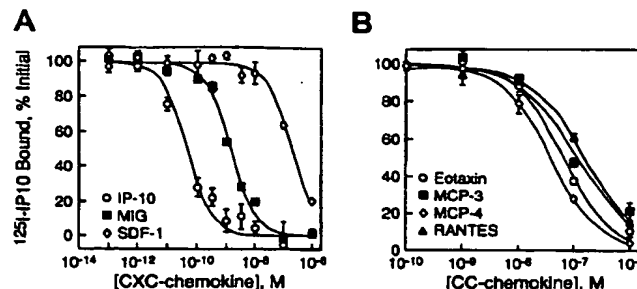 A
B
125I-IP10 Bound, % Initial
100
80
60
40
20
0
IP-10
MIG
SDF-1
10-14 10-12 10-10 10-8 10-6
[CXC-chemokine], M
100
80
60
40
20
0
Eotaxin
MCP-3
MCP-4
RANTES
10-10 10-9 10-8 10-7
[CC-chemokine], M